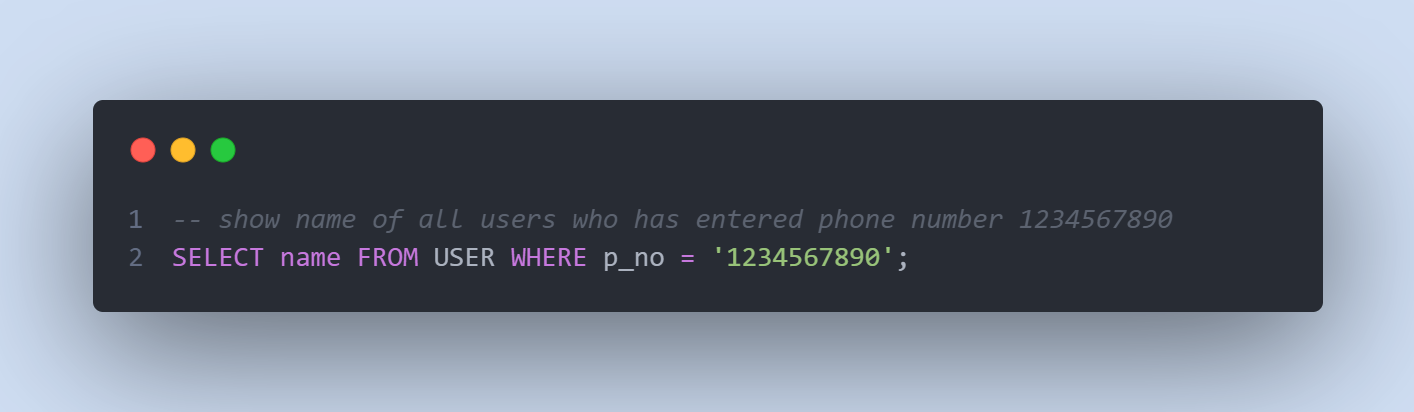 1 -- show name of all users who has entered phone number 1234567890
2 SELECT name FROM USER WHERE p_no = '1234567890';